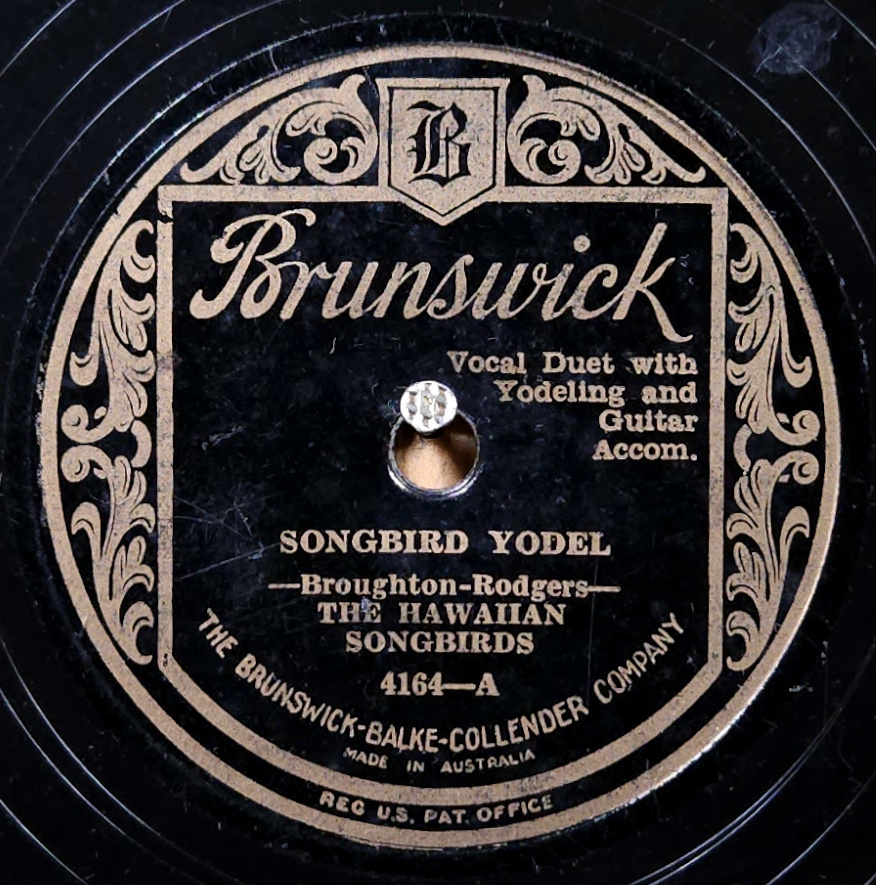 B
Brunswick
Vocal Duet with
Yodeling and
Guitar
Accom.
SONGBIRD YODEL
—Broughton-Rodgers—
THE HAWAIIAN
SONGBIRDS
4164—A
THE BRUNSWICK-BALKE-COLLENDER COMPANY
MADE IN AUSTRALIA
REG U.S. PAT. OFFICE